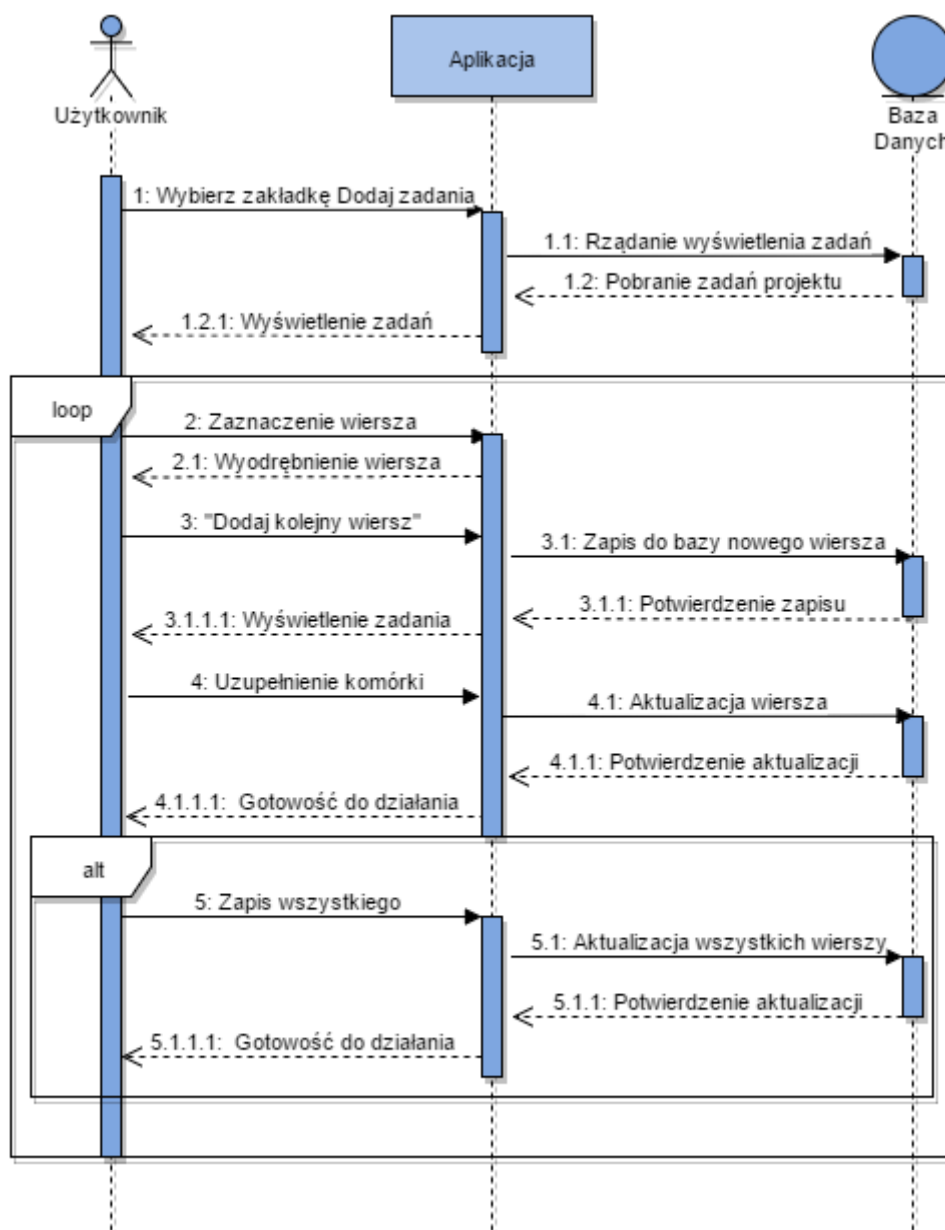 Użytkownik
Aplikacja
Baza
Danych
1: Wybierz zakładkę Dodaj zadania
1.1: Rządanie wyświetlenia zadań
1.2: Pobranie zadań projektu
1.2.1: Wyświetlenie zadań
loop
2: Zaznaczenie wiersza
2.1: Wyodrębnienie wiersza
3: "Dodaj kolejny wiersz"
3.1: Zapis do bazy nowego wiersza
3.1.1: Potwierdzenie zapisu
3.1.1.1: Wyświetlenie zadania
4: Uzupełnienie komórki
4.1: Aktualizacja wiersza
4.1.1: Potwierdzenie aktualizacji
4.1.1.1: Gotowość do działania
alt
5: Zapis wszystkiego
5.1: Aktualizacja wszystkich wierszy
5.1.1: Potwierdzenie aktualizacji
5.1.1.1: Gotowość do działania